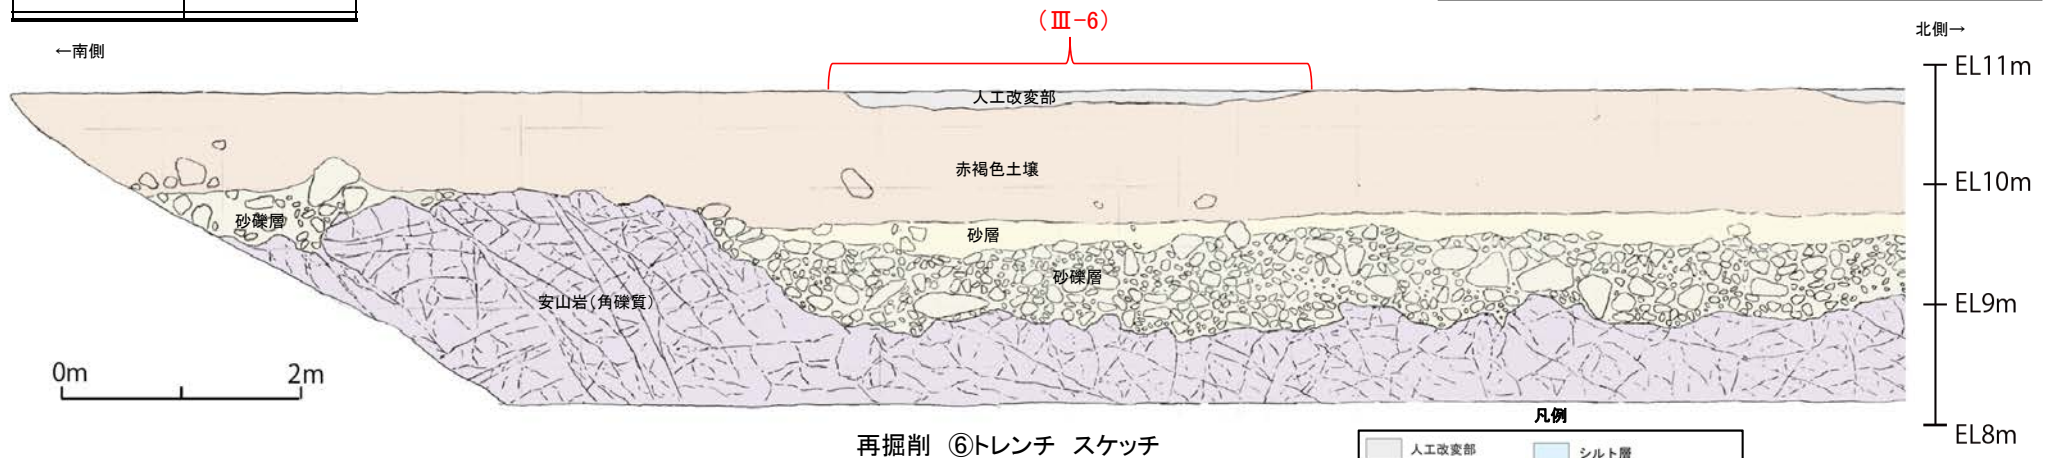 (Ⅲ-6)
←南側
北側→
EL11m
人工改変部
赤褐色土壌
EL10m
砂礫層
砂層
砂礫層
安山岩(角礫質)
EL9m
0m 2m
凡例
再掘削 ⑥トレンチ スケッチ
EL8m
人工改変部 シルト層